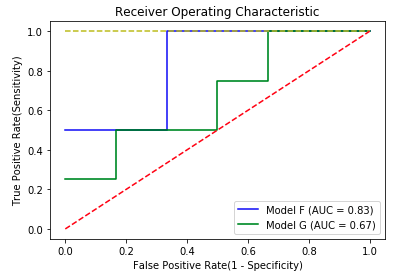 Receiver Operating Characteristic
True Positive Rate(Sensitivity)
1.0
0.8
0.6
0.4
0.2
0.0
Model F (AUC = 0.83)
Model G (AUC = 0.67)
0.0 0.2 0.4 0.6 0.8 1.0
False Positive Rate(1 - Specificity)